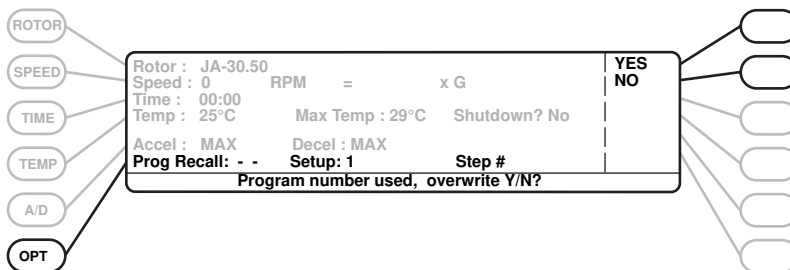 ROTOR
SPEED
TIME
TEMP
A/D
OPT
Rotor : JA-30.50
Speed : 0 RPM = x G
Time : 00:00
Temp : 25°C Max Temp : 29°C Shutdown? No
Accel : MAX Decel : MAX
Prog Recall: - - Setup: 1 Step #
Program number used, overwrite Y/N?
YES
NO